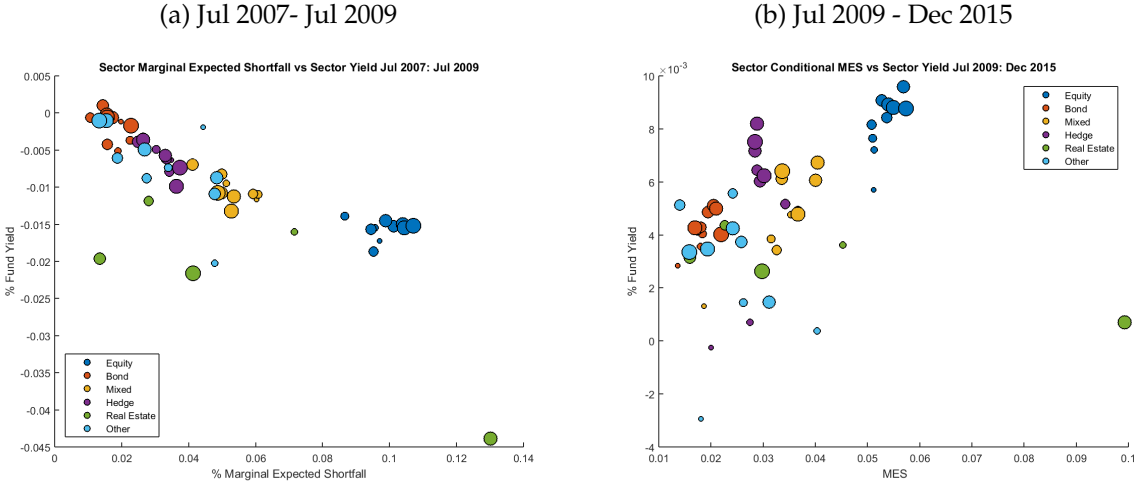 (a) Jul 2007- Jul 2009
Sector Marginal Expected Shortfall vs Sector Yield Jul 2007: Jul 2009
0.005
0
-0.005
-0.01
-0.015
-0.02
-0.025
-0.03
-0.035
-0.04
-0.045
% Fund Yield
Equity
Bond
Mixed
Hedge
Real Estate
Other
0 0.02 0.04 0.06 0.08 0.1 0.12 0.14
% Marginal Expected Shortfall
(b) Jul 2009 - Dec 2015
Sector Conditional MES vs Sector Yield Jul 2009: Dec 2015
× 10⁻³
10
8
6
4
2
0
-2
-4
% Fund Yield
Equity
Bond
Mixed
Hedge
Real Estate
Other
0.01 0.02 0.03 0.04 0.05 0.06 0.07 0.08 0.09 0.1
MES